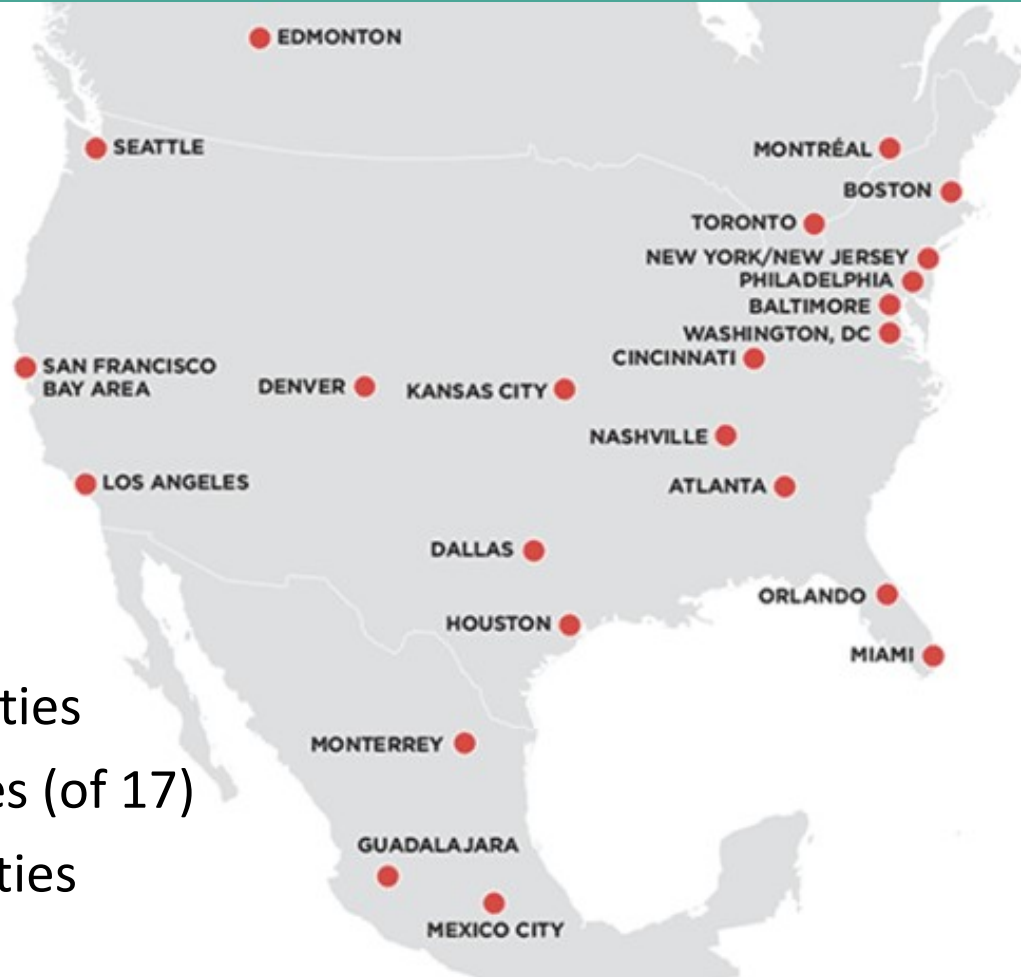 EDMONTON
SEATTLE
MONTRÉAL
BOSTON
TORONTO
NEW YORK/NEW JERSEY
PHILADELPHIA
BALTIMORE
WASHINGTON, DC
CINCINNATI
SAN FRANCISCO
BAY AREA
DENVER
KANSAS CITY
NASHVILLE
LOS ANGELES
ATLANTA
DALLAS
ORLANDO
HOUSTON
MIAMI
ties
MONTERREY
es (of 17)
GUADALAJARA
ties
MEXICO CITY